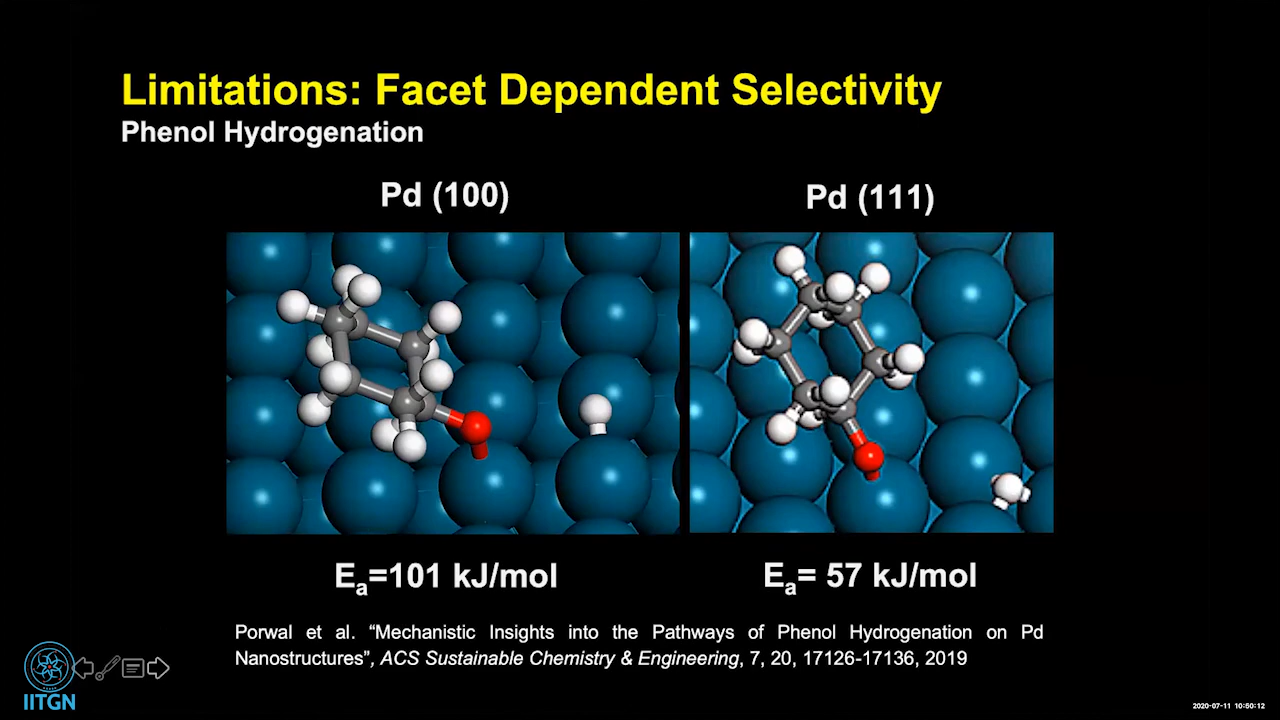 Limitations: Facet Dependent Selectivity
Phenol Hydrogenation
Pd (100)
Pd (111)
Ea=101 kJ/mol
Ea= 57 kJ/mol
Porwal et al. “Mechanistic Insights into the Pathways of Phenol Hydrogenation on Pd
Nanostructures”, ACS Sustainable Chemistry & Engineering, 7, 20, 17126-17136, 2019
IITGN
2020-07-11 10:50:12